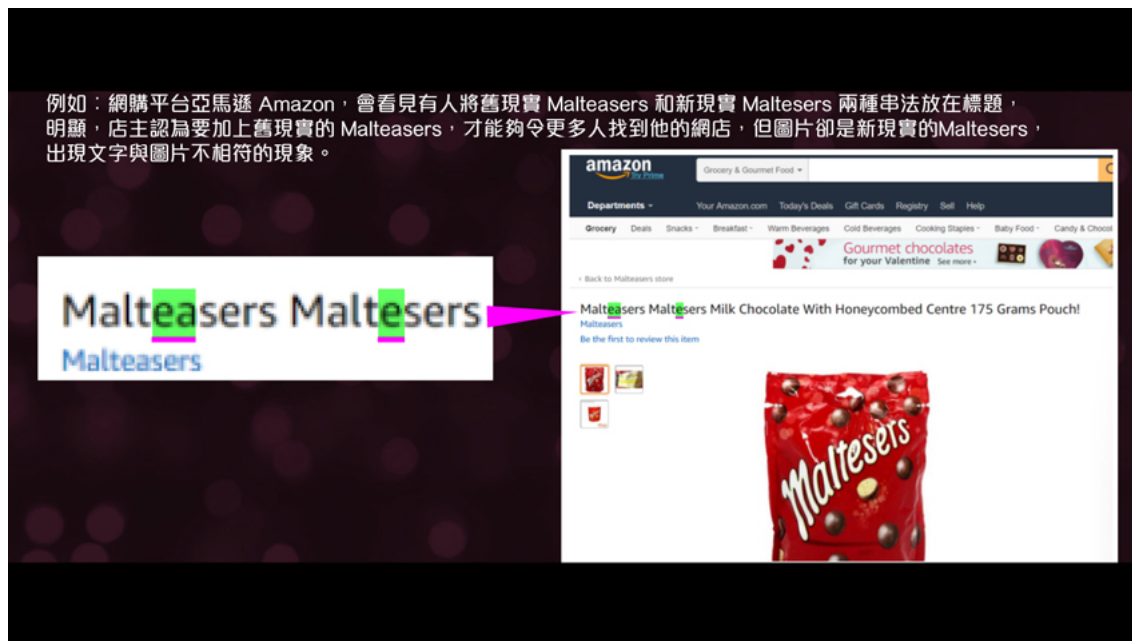 例如：網購平台亞馬遜 Amazon，會看見有人將舊現實 Malteasers 和新現實 Maltesers 兩種串法放在標題，
明顯，店主認為要加上舊現實的 Malteasers，才能夠令更多人找到他的網店，但圖片卻是新現實的Maltesers，
出現文字與圖片不相符的現象。
Malteasers Maltesers
Malteasers
amazon
Try Prime
Grocery & Gourmet Food
Departments
Your Amazon.com Today's Deals Gift Cards Registry Sell Help
Grocery Deals Snacks Breakfast Warm Beverages Cold Beverages Cooking Staples Baby Food Candy & Chocol
Gourmet chocolates
for your Valentine See more
‹ Back to Malteasers store
Malteasers Maltesers Milk Chocolate With Honeycombed Centre 175 Grams Pouch!
Malteasers
Be the first to review this item
Maltesers